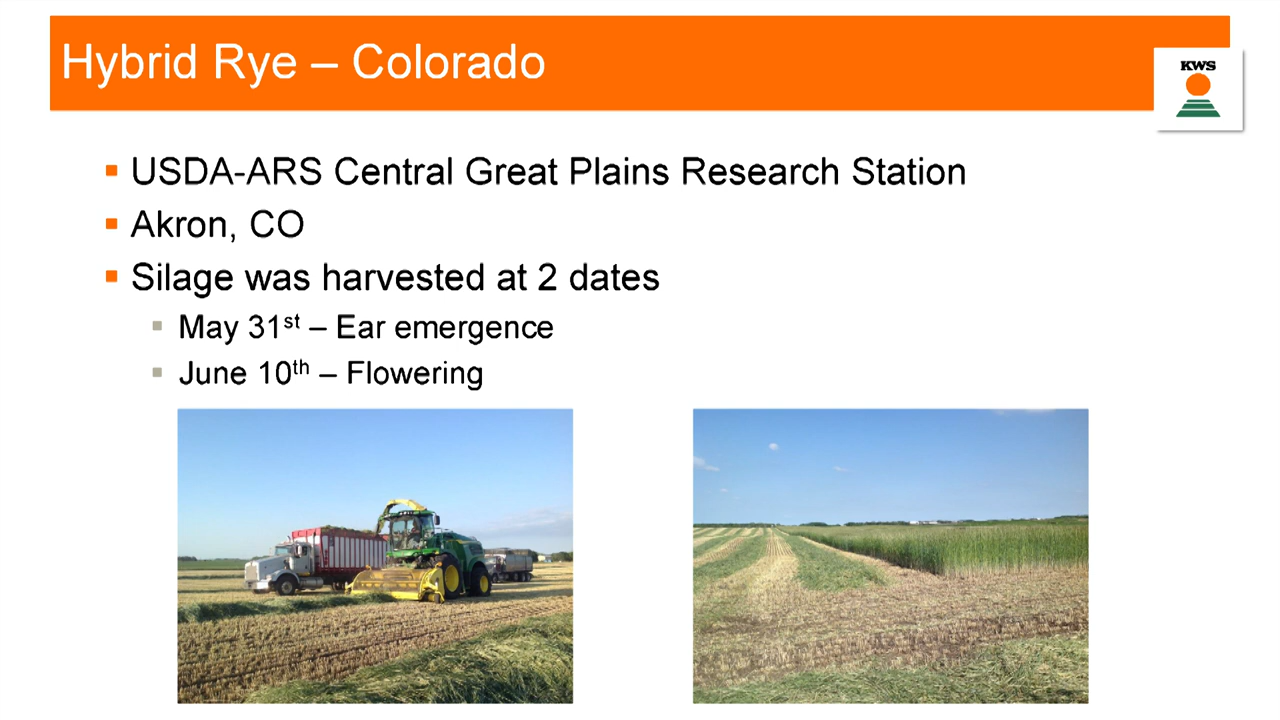 Hybrid Rye – Colorado
KWS
USDA-ARS Central Great Plains Research Station
Akron, CO
Silage was harvested at 2 dates
May 31st – Ear emergence
June 10th – Flowering